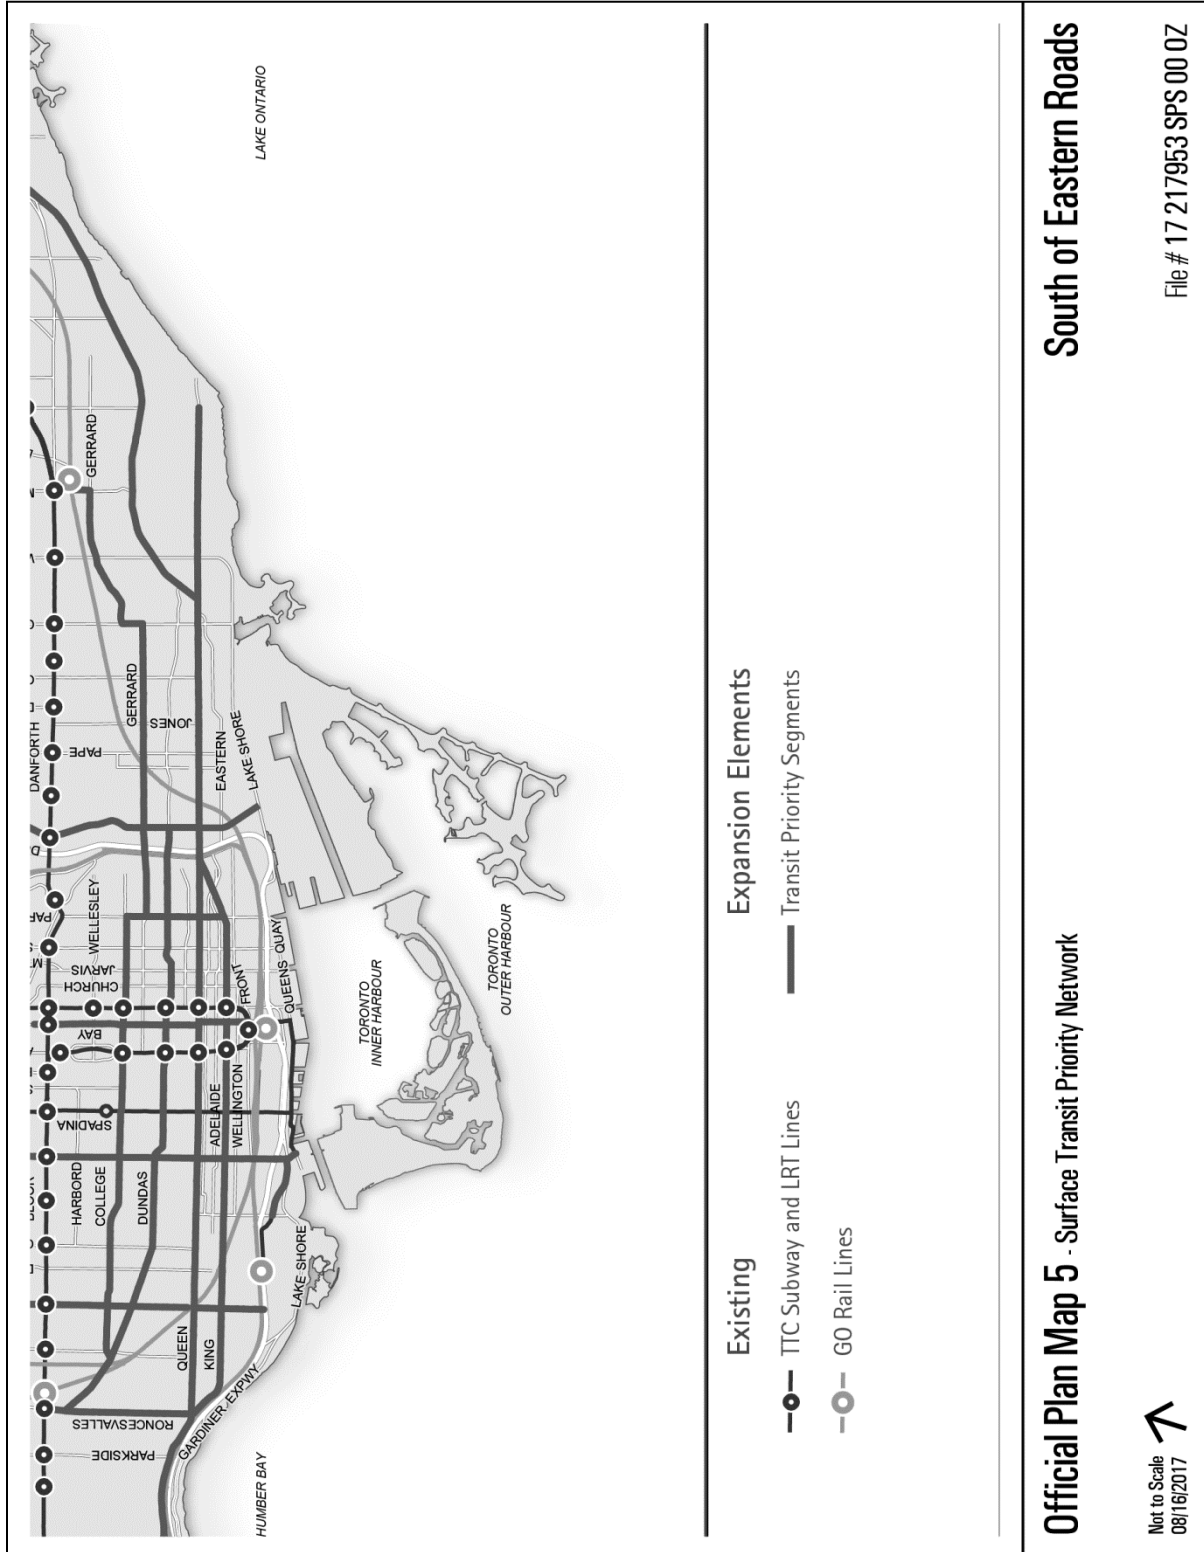 LAKE ONTARIO
GERRARD
DANFORTH
PAPE
GERRARD
JONES
EASTERN
LAKE SHORE
WELLESLEY
JARVIS
CHURCH
BAY
FRONT
QUEENS QUAY
TORONTO
INNER HARBOUR
TORONTO
OUTER HARBOUR
SPADINA
ADELAIDE
WELLINGTON
HARBORD
COLLEGE
DUNDAS
LAKE SHORE
QUEEN
KING
RONCESVALLES
PARKSIDE
GARDINER EXPWY
HUMBER BAY
Existing
TTC Subway and LRT Lines
GO Rail Lines
Expansion Elements
Transit Priority Segments
Official Plan Map 5 - Surface Transit Priority Network
South of Eastern Roads
Not to Scale
08/16/2017
File # 17 217953 SPS 00 OZ